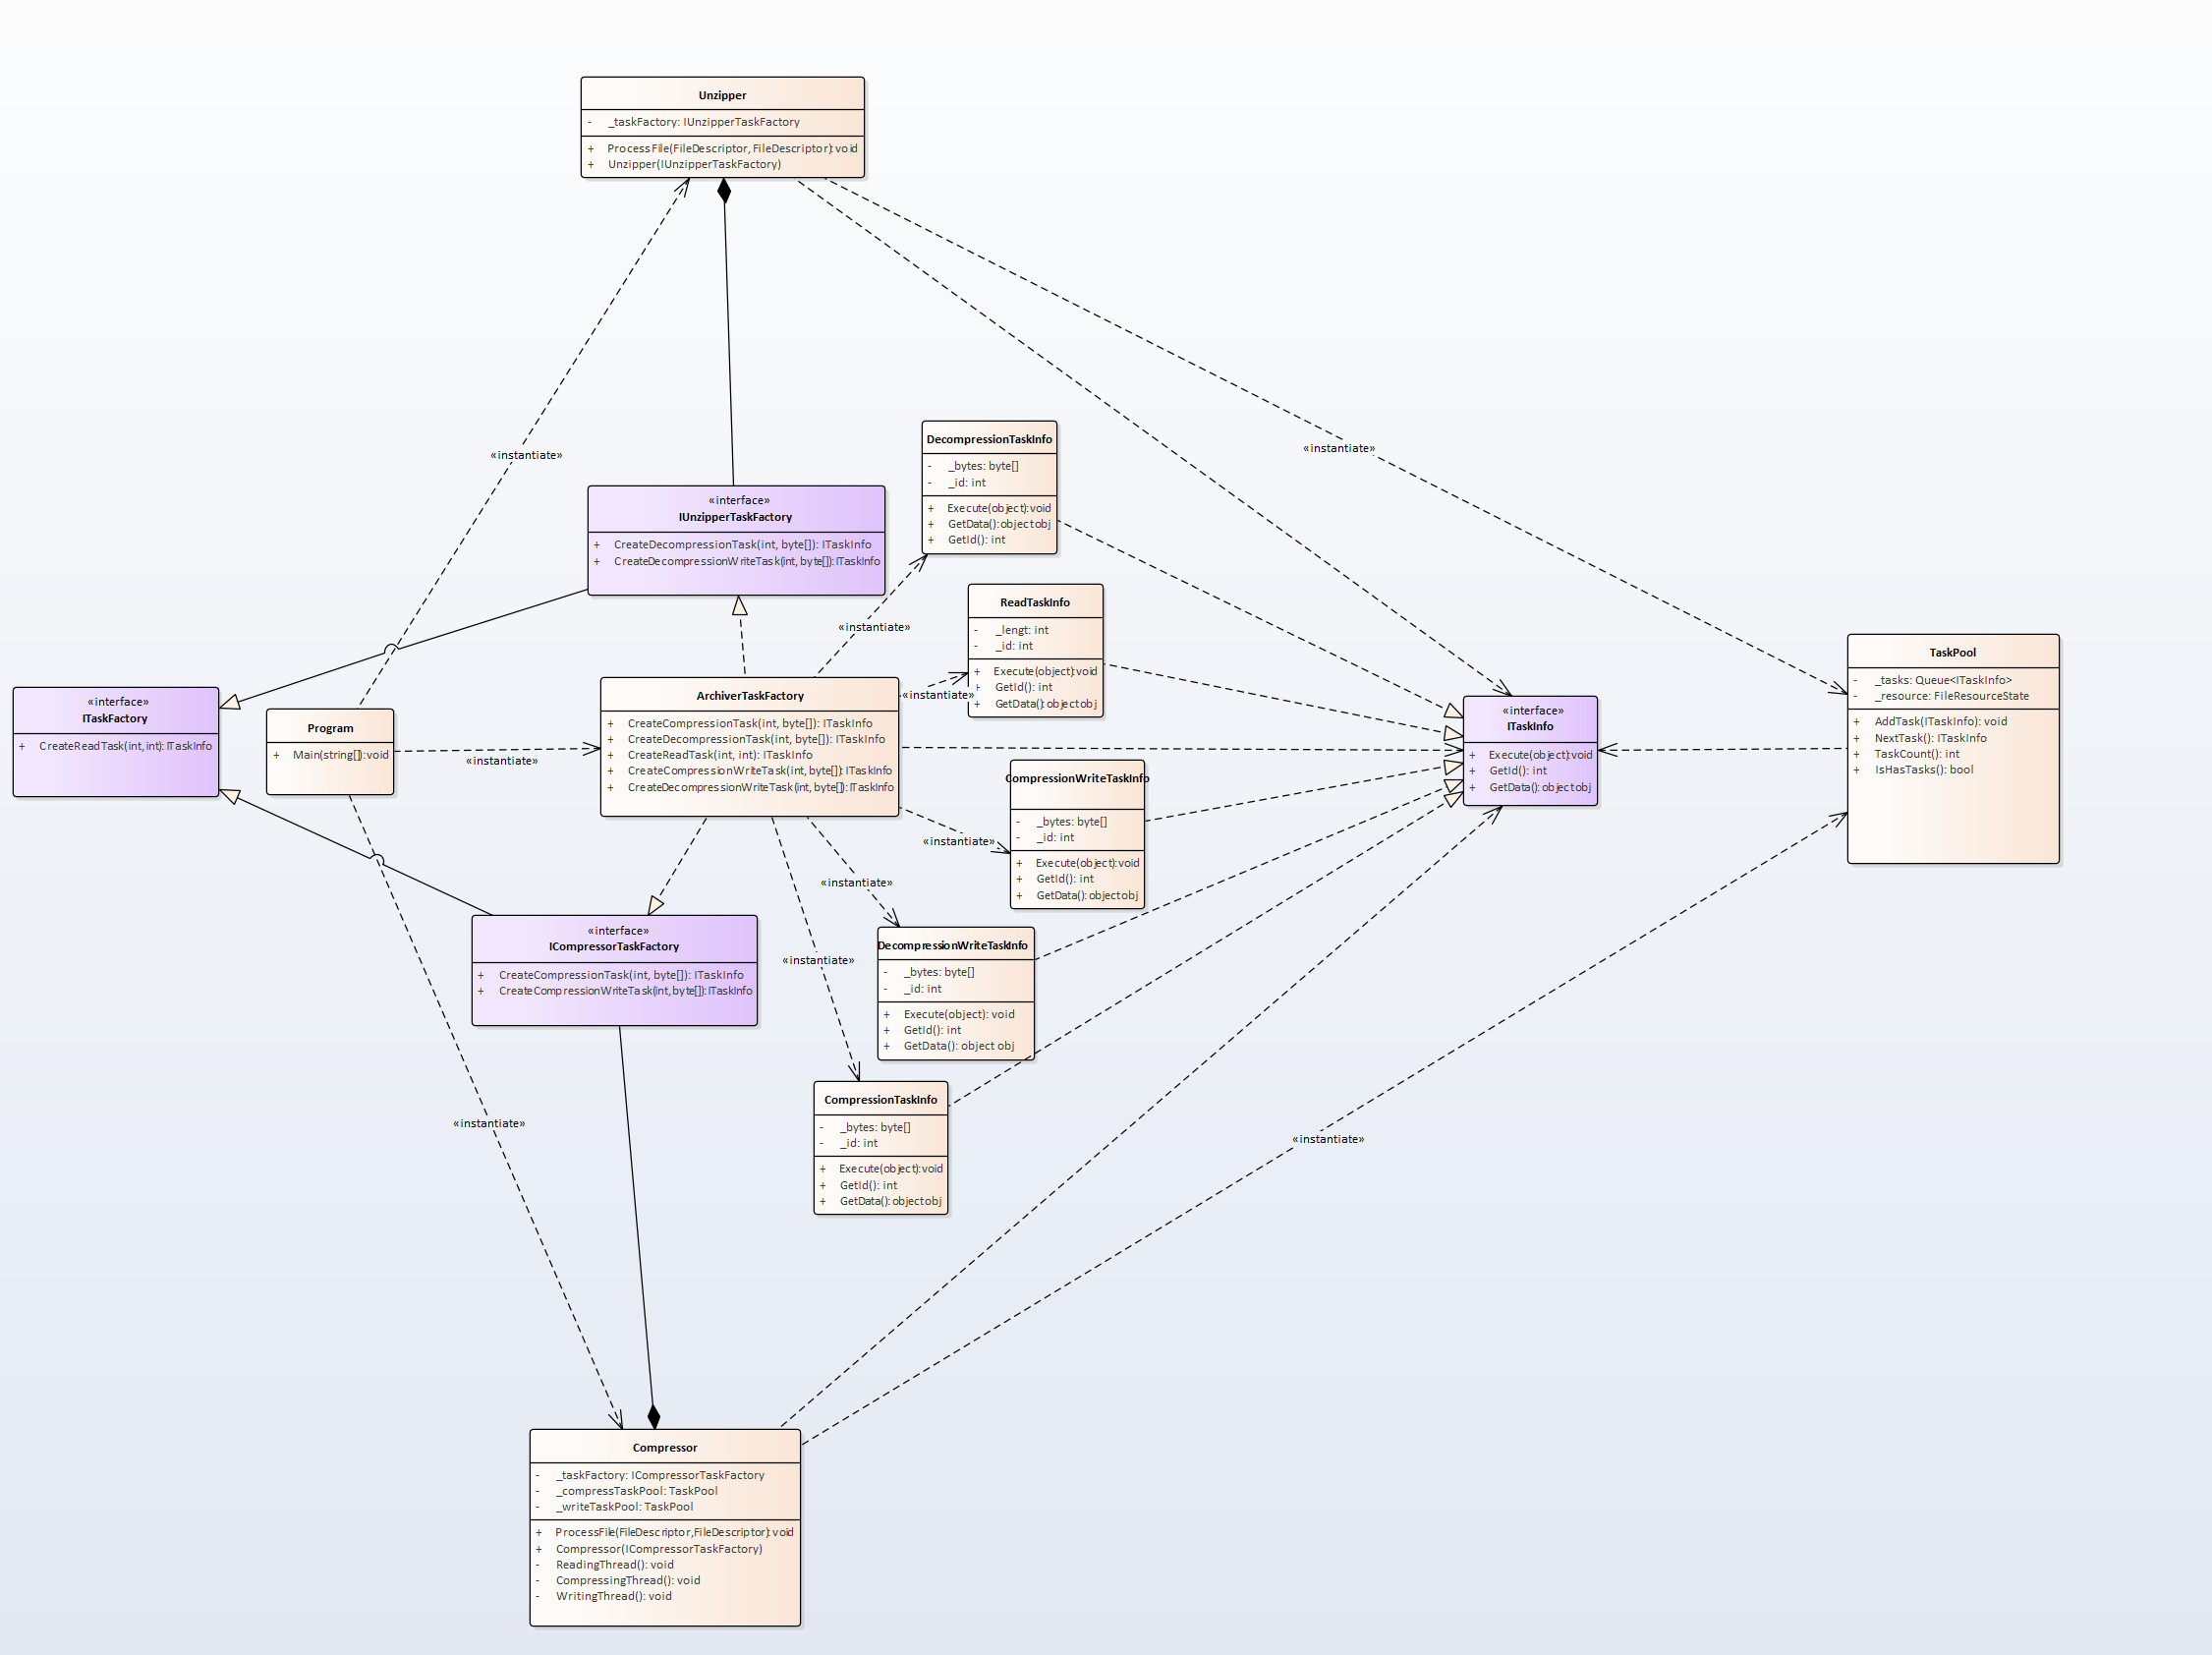 Unzipper
- _taskFactory: IUnzipperTaskFactory
+ ProcessFile(FileDescriptor, FileDescriptor): void
+ Unzipper(IUnzipperTaskFactory)
«instantiate»
«instantiate»
DecompressionTaskInfo
- _bytes: byte[]
- _id: int
+ Execute(object): void
+ GetData(): object obj
+ GetId(): int
«interface»
IUnzipperTaskFactory
+ CreateDecompressionTask(int, byte[]): ITaskInfo
+ CreateDecompressionWriteTask(int, byte[]): ITaskInfo
«instantiate»
ReadTaskInfo
- _lengt: int
- _id: int
+ Execute(object): void
+ GetId(): int
+ GetData(): object obj
«interface»
ITaskFactory
+ CreateReadTask(int, int): ITaskInfo
Program
+ Main(string[]): void
«instantiate»
ArchiverTaskFactory
+ CreateCompressionTask(int, byte[]): ITaskInfo
+ CreateDecompressionTask(int, byte[]): ITaskInfo
+ CreateReadTask(int, int): ITaskInfo
+ CreateCompressionWriteTask(int, byte[]): ITaskInfo
+ CreateDecompressionWriteTask(int, byte[]): ITaskInfo
«instantiate»
«interface»
ITaskInfo
+ Execute(object): void
+ GetId(): int
+ GetData(): object obj
TaskPool
- _tasks: Queue<ITaskInfo>
- _resource: FileResourceState
+ AddTask(ITaskInfo): void
+ NextTask(): ITaskInfo
+ TaskCount(): int
+ IsHasTasks(): bool
CompressionWriteTaskInfo
- _bytes: byte[]
- _id: int
+ Execute(object): void
+ GetId(): int
+ GetData(): object obj
«instantiate»
«instantiate»
«interface»
ICompressorTaskFactory
+ CreateCompressionTask(int, byte[]): ITaskInfo
+ CreateCompressionWriteTask(int, byte[]): ITaskInfo
«instantiate»
DecompressionWriteTaskInfo
- _bytes: byte[]
- _id: int
+ Execute(object): void
+ GetId(): int
+ GetData(): object obj
CompressionTaskInfo
- _bytes: byte[]
- _id: int
+ Execute(object): void
+ GetId(): int
+ GetData(): object obj
«instantiate»
«instantiate»
Compressor
- _taskFactory: ICompressorTaskFactory
- _compressTaskPool: TaskPool
- _writeTaskPool: TaskPool
+ ProcessFile(FileDescriptor, FileDescriptor): void
+ Compressor(ICompressorTaskFactory)
- ReadingThread(): void
- CompressingThread(): void
- WritingThread(): void